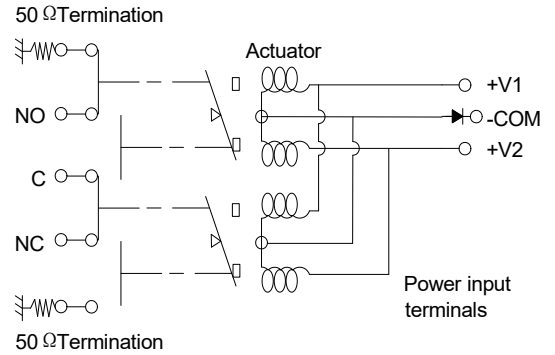 50 ΩTermination
Actuator
+V1
NO
-COM
+V2
C
NC
Power input
terminals
50 ΩTermination